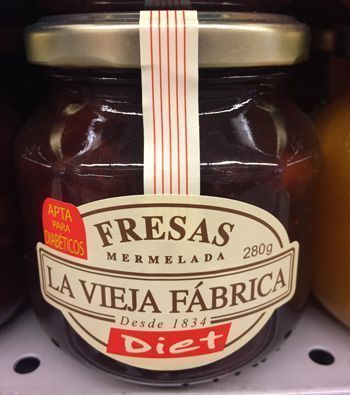 APTA
PARA
DIABÉTICOS
FRESAS
MERMELADA
280g
LA VIEJA FÁBRICA
Desde 1834
Diet